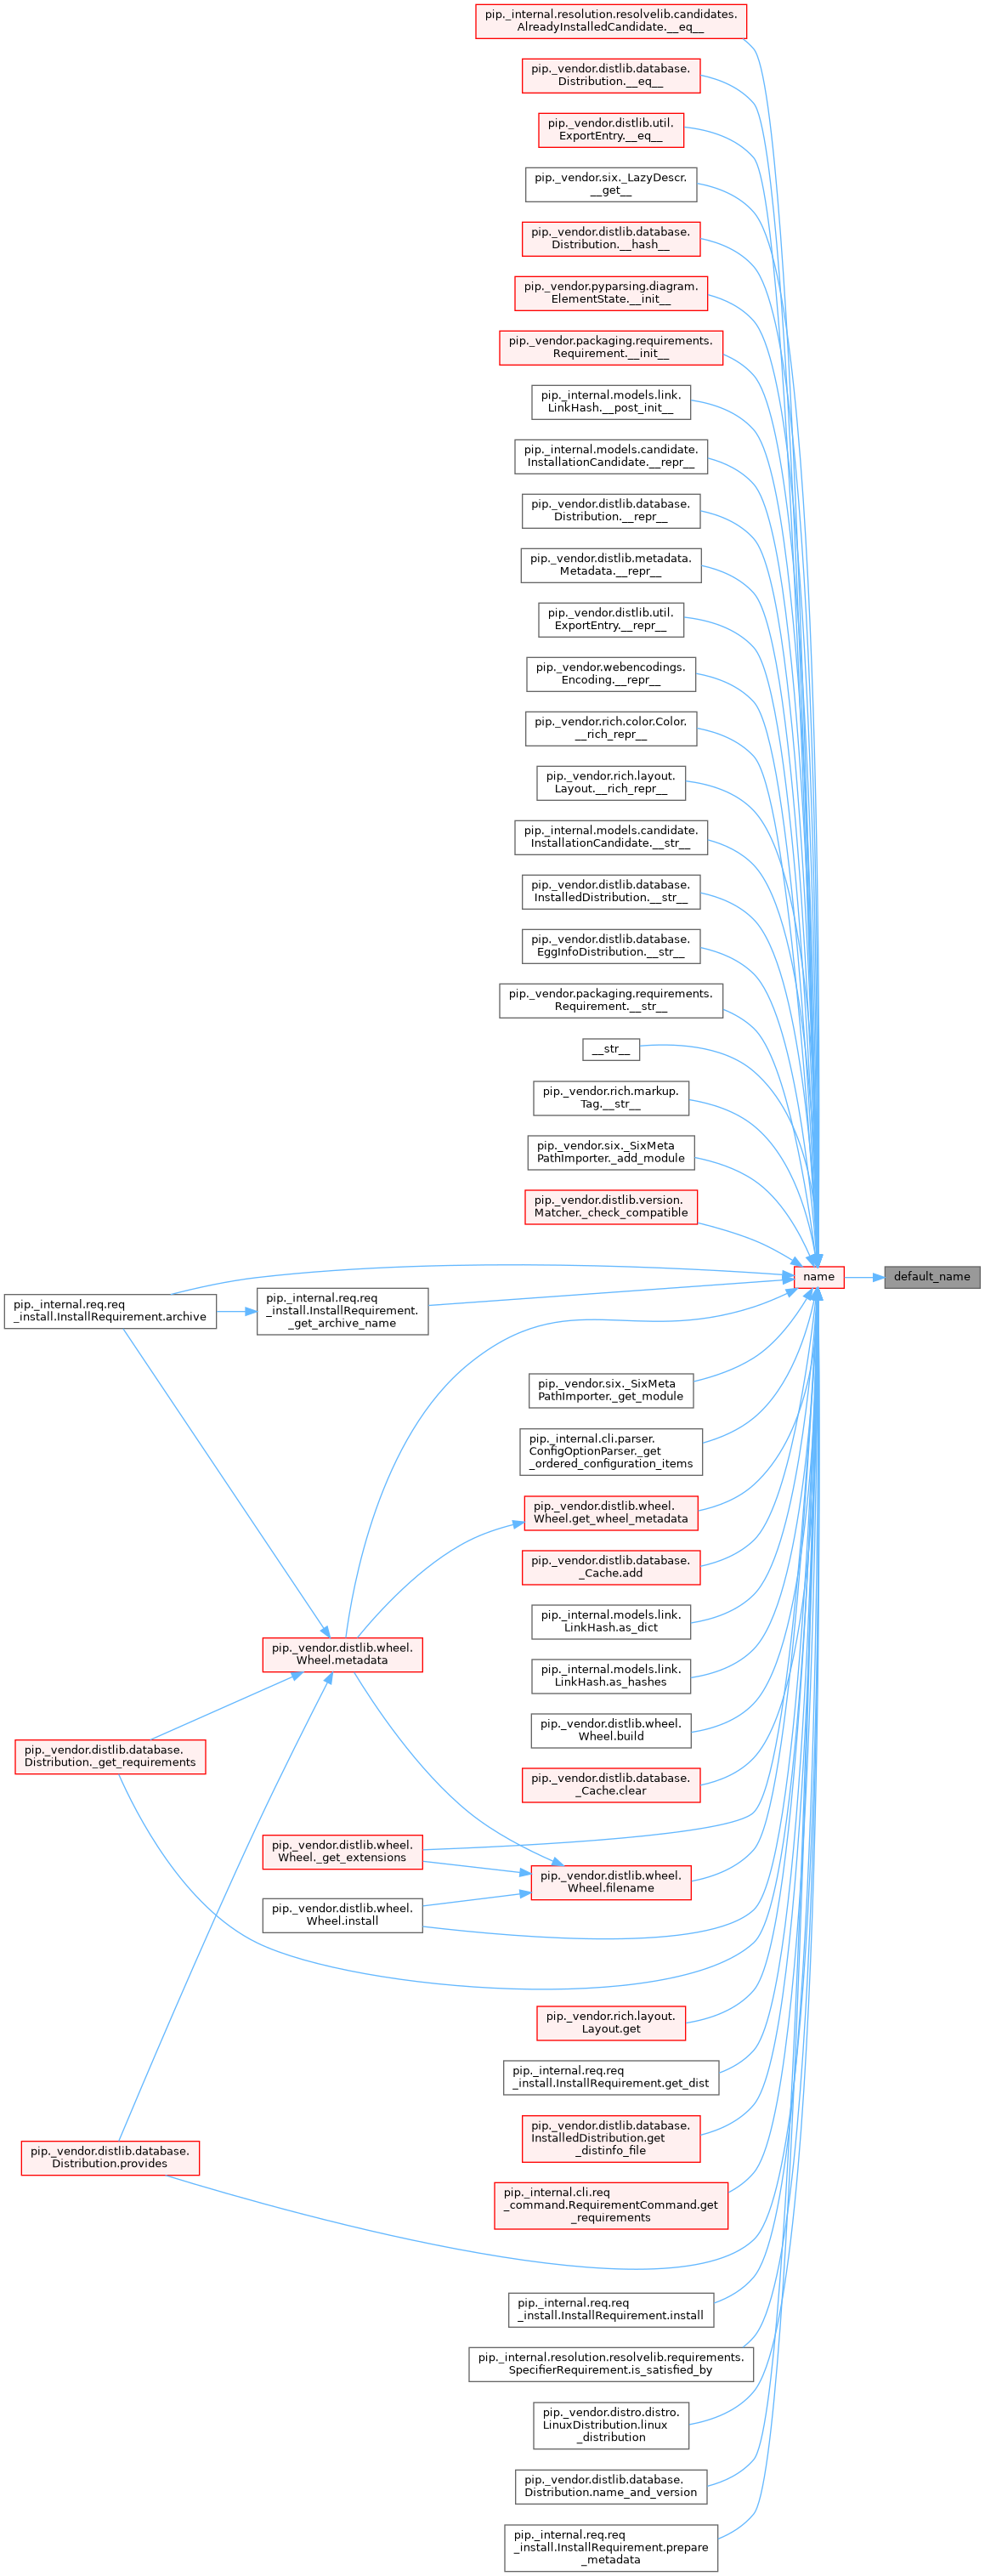 pip._internal.resolution.resolvelib.candidates.
AlreadyInstalledCandidate.__eq__
pip._vendor.distlib.database.
Distribution.__eq__
pip._vendor.distlib.util.
ExportEntry.__eq__
pip._vendor.six._LazyDescr.
__get__
pip._vendor.distlib.database.
Distribution.__hash__
pip._vendor.pyparsing.diagram.
ElementState.__init__
pip._vendor.packaging.requirements.
Requirement.__init__
pip._internal.models.link.
LinkHash.__post_init__
pip._internal.models.candidate.
InstallationCandidate.__repr__
pip._vendor.distlib.database.
Distribution.__repr__
pip._vendor.distlib.metadata.
Metadata.__repr__
pip._vendor.distlib.util.
ExportEntry.__repr__
pip._vendor.webencodings.
Encoding.__repr__
pip._vendor.rich.color.Color.
__rich_repr__
pip._vendor.rich.layout.
Layout.__rich_repr__
pip._internal.models.candidate.
InstallationCandidate.__str__
pip._vendor.distlib.database.
InstalledDistribution.__str__
pip._vendor.distlib.database.
EggInfoDistribution.__str__
pip._vendor.packaging.requirements.
Requirement.__str__
__str__
pip._vendor.rich.markup.
Tag.__str__
pip._vendor.six._SixMeta
PathImporter._add_module
pip._vendor.distlib.version.
Matcher._check_compatible
name
default_name
pip._internal.req.req
_install.InstallRequirement.archive
pip._internal.req.req
_install.InstallRequirement.
_get_archive_name
pip._vendor.six._SixMeta
PathImporter._get_module
pip._internal.cli.parser.
ConfigOptionParser._get
_ordered_configuration_items
pip._vendor.distlib.wheel.
Wheel.get_wheel_metadata
pip._vendor.distlib.database.
_Cache.add
pip._internal.models.link.
LinkHash.as_dict
pip._vendor.distlib.wheel.
Wheel.metadata
pip._internal.models.link.
LinkHash.as_hashes
pip._vendor.distlib.wheel.
Wheel.build
pip._vendor.distlib.database.
Distribution._get_requirements
pip._vendor.distlib.database.
_Cache.clear
pip._vendor.distlib.wheel.
Wheel._get_extensions
pip._vendor.distlib.wheel.
Wheel.filename
pip._vendor.distlib.wheel.
Wheel.install
pip._vendor.rich.layout.
Layout.get
pip._internal.req.req
_install.InstallRequirement.get_dist
pip._vendor.distlib.database.
InstalledDistribution.get
_distinfo_file
pip._vendor.distlib.database.
Distribution.provides
pip._internal.cli.req
_command.RequirementCommand.get
_requirements
pip._internal.req.req
_install.InstallRequirement.install
pip._internal.resolution.resolvelib.requirements.
SpecifierRequirement.is_satisfied_by
pip._vendor.distro.distro.
LinuxDistribution.linux
_distribution
pip._vendor.distlib.database.
Distribution.name_and_version
pip._internal.req.req
_install.InstallRequirement.prepare
_metadata